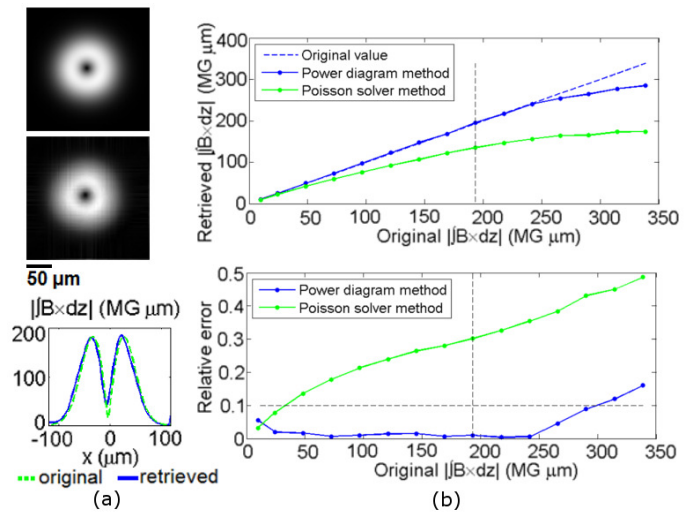 50 μm
|∫B×dz| (MG μm)
200
100
0
-100 0 100
x (μm)
original retrieved
(a)
Retrieved |∫B×dz| (MG μm)
400
300
200
100
0
Original value
Power diagram method
Poisson solver method
0 50 100 150 200 250 300 350
Original |∫B×dz| (MG μm)
Relative error
0.5
0.4
0.3
0.2
0.1
0
Power diagram method
Poisson solver method
0 50 100 150 200 250 300 350
Original |∫B×dz| (MG μm)
(b)